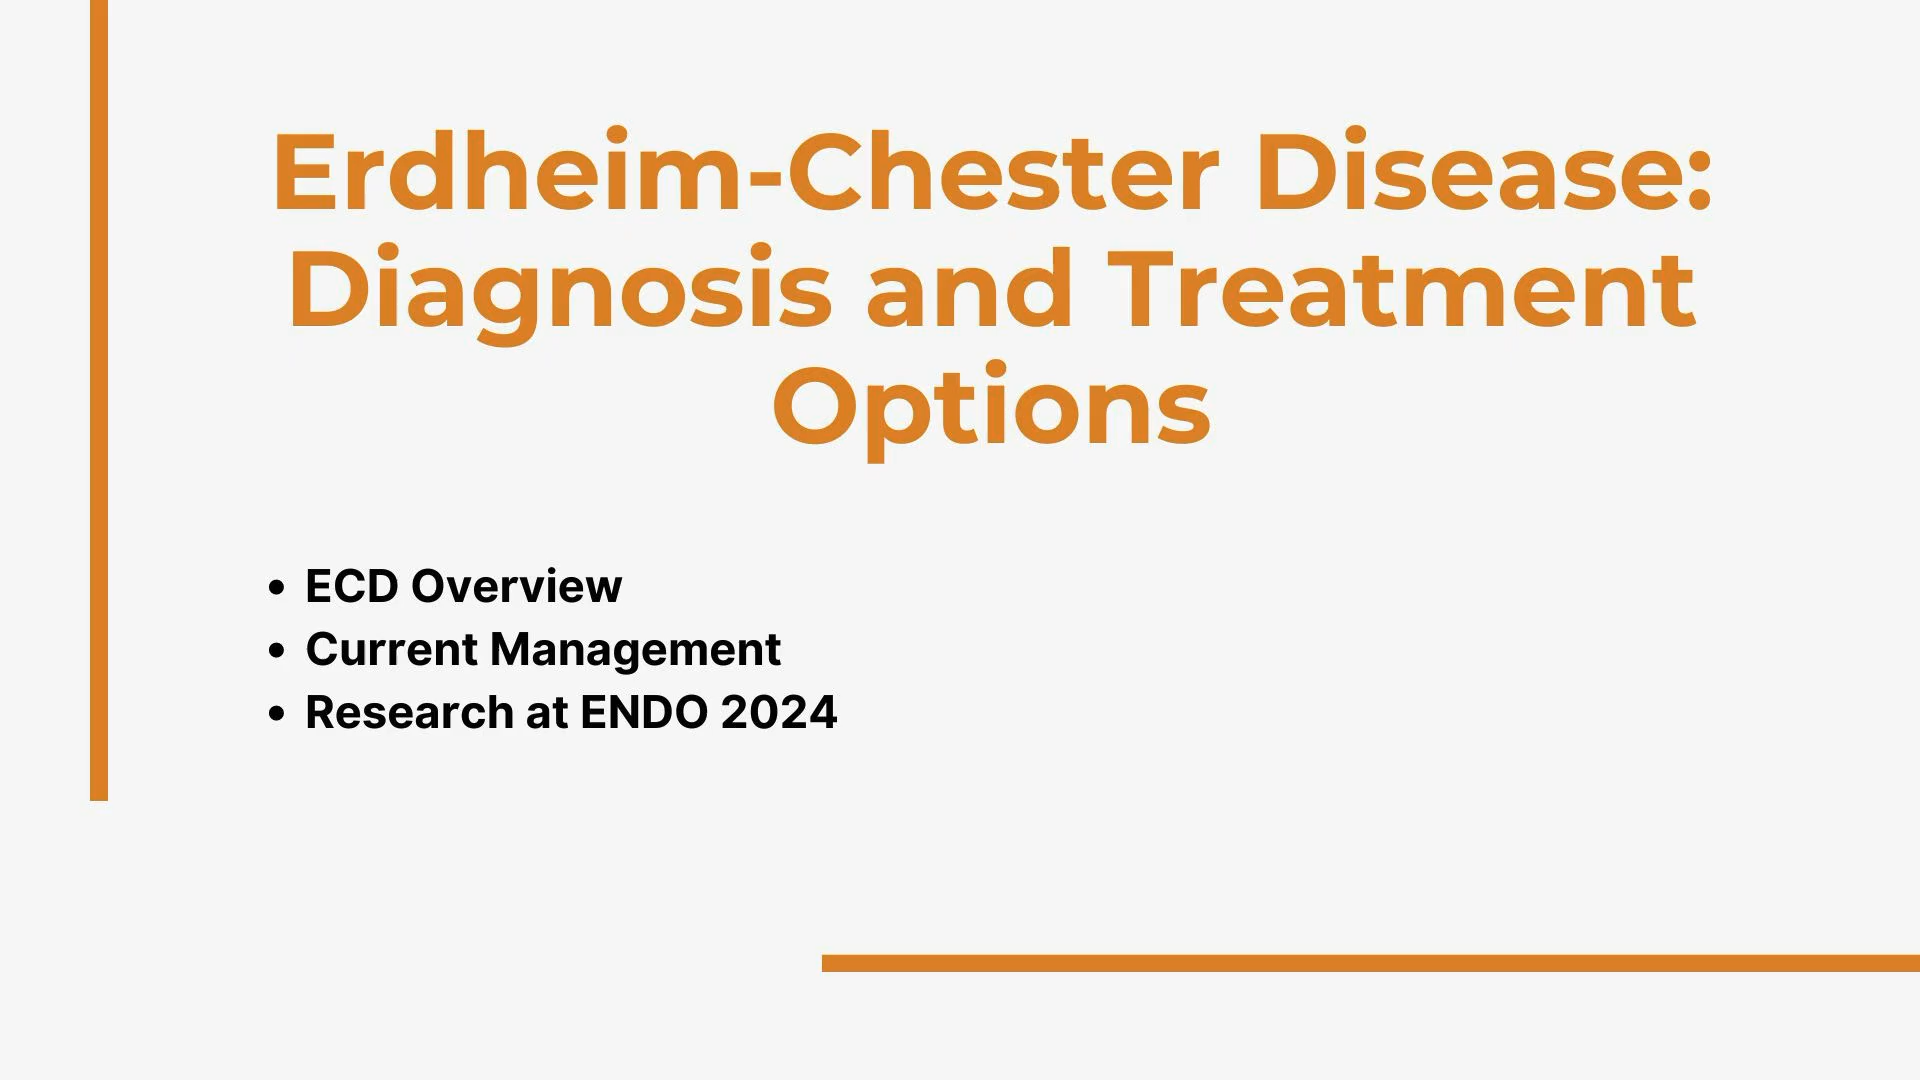 Erdheim-Chester Disease:
Diagnosis and Treatment
Options
• ECD Overview
• Current Management
• Research at ENDO 2024